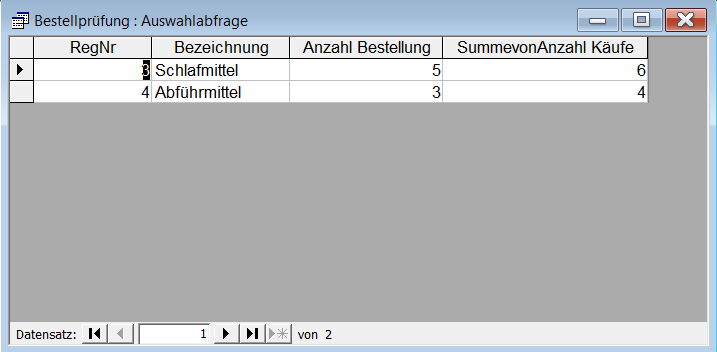 Bestellprüfung : Auswahlabfrage
RegNr Bezeichnung Anzahl Bestellung SummevonAnzahl Käufe
3 Schlafmittel 5 6
4 Abführmittel 3 4
Datensatz: 1 von 2